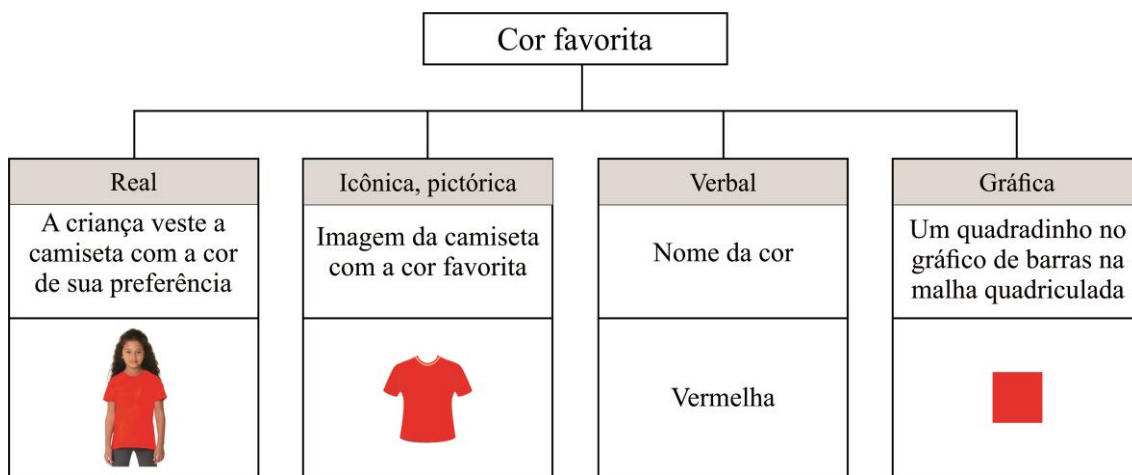 Cor favorita
Real
A criança veste a
camiseta com a cor
de sua preferência
Icônica, pictórica
Imagem da camiseta
com a cor favorita
Verbal
Nome da cor
Vermelha
Gráfica
Um quadradinho no
gráfico de barras na
malha quadriculada